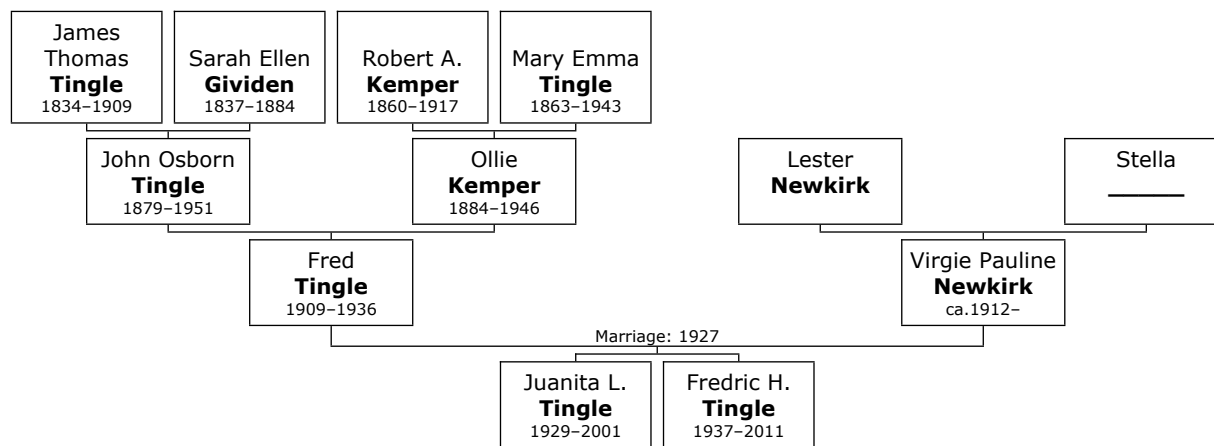 James
Thomas
Tingle
1834–1909
Sarah Ellen
Gividen
1837–1884
Robert A.
Kemper
1860–1917
Mary Emma
Tingle
1863–1943
John Osborn
Tingle
1879–1951
Ollie
Kemper
1884–1946
Lester
Newkirk
Stella
______
Fred
Tingle
1909–1936
Virgie Pauline
Newkirk
ca.1912–
Marriage: 1927
Juanita L.
Tingle
1929–2001
Fredric H.
Tingle
1937–2011